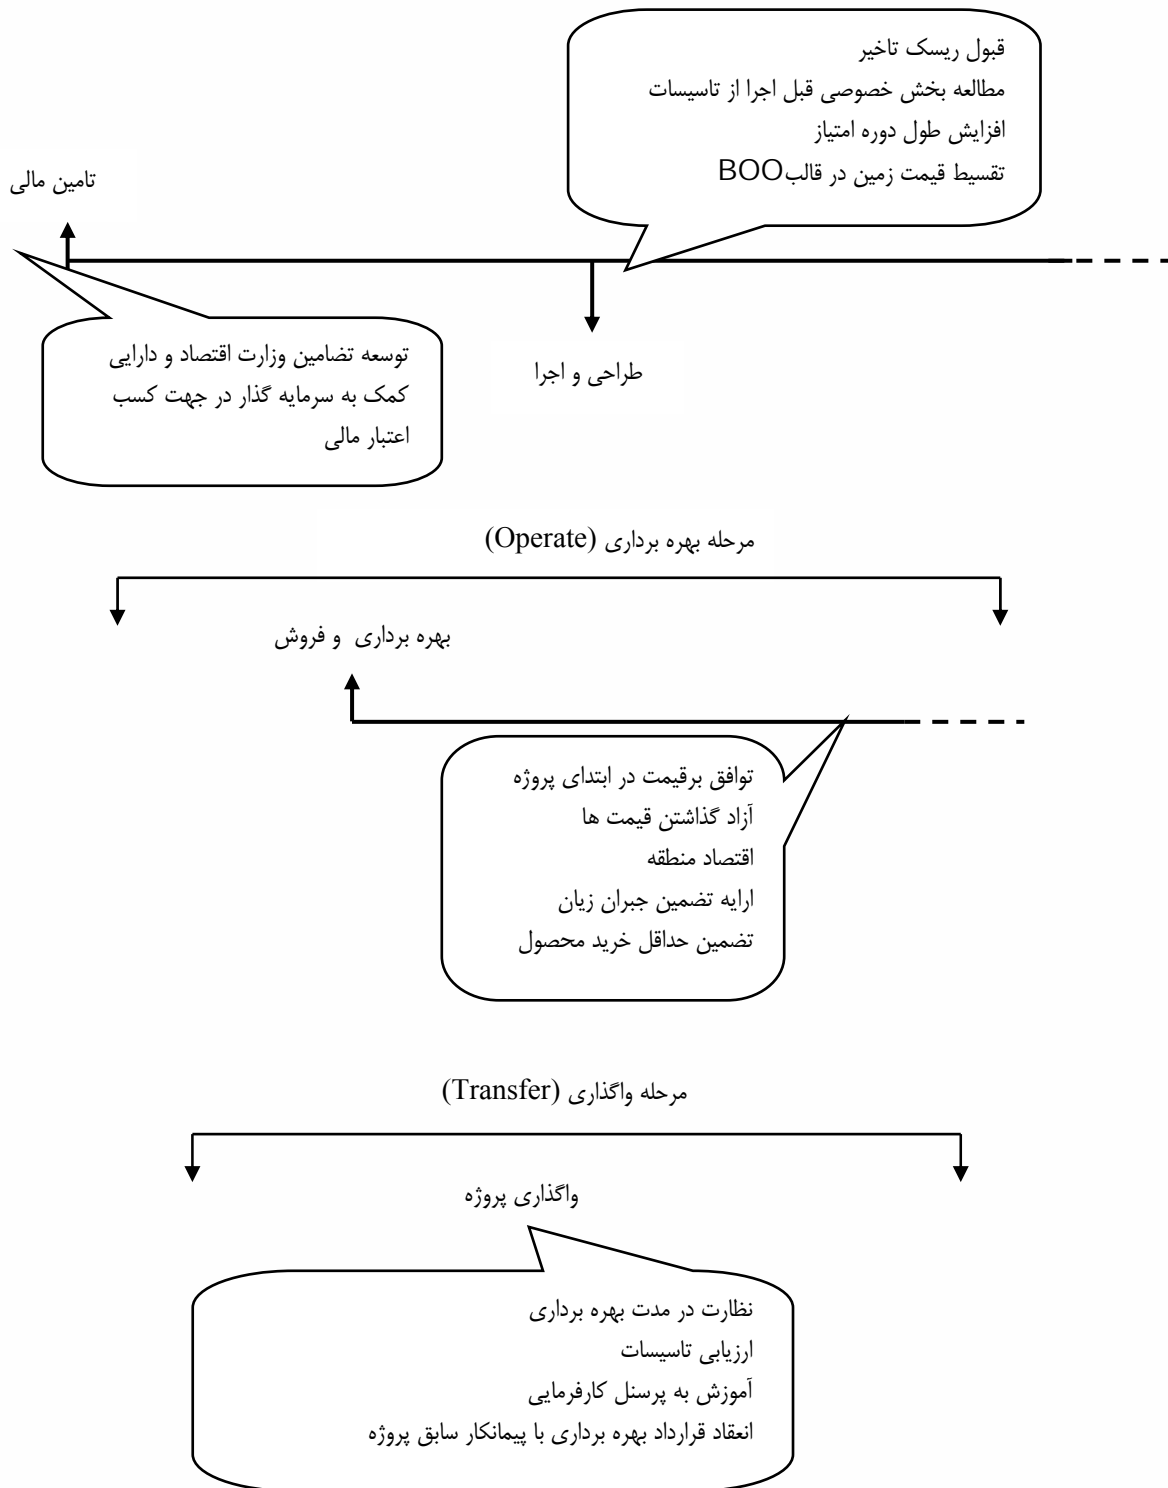 قبول ریسک تاخیر
مطالعه بخش خصوصی قبل اجرا از تاسیسات
افزایش طول دوره امتیاز
تقسیط قیمت زمین در قالب BOO
تامین مالی
توسعه تضامین وزارت اقتصاد و دارایی
کمک به سرمایه گذار در جهت کسب
اعتبار مالی
طراحی و اجرا
مرحله بهره برداری (Operate)
بهره برداری و فروش
توافق برقیمت در ابتدای پروژه
آزاد گذاشتن قیمت ها
اقتصاد منطقه
ارایه تضمین جبران زیان
تضمین حداقل خرید محصول
مرحله واگذاری (Transfer)
واگذاری پروژه
نظارت در مدت بهره برداری
ارزیابی تاسیسات
آموزش به پرسنل کارفرمایی
انعقاد قرارداد بهره برداری با پیمانکار سابق پروژه